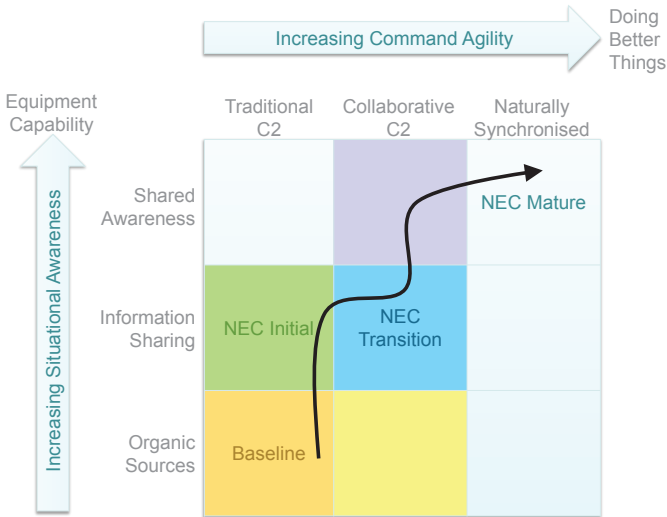 Increasing Command Agility
Doing
Better
Things
Equipment
Capability
Traditional
C2
Collaborative
C2
Naturally
Synchronised
Increasing Situational Awareness
Shared
Awareness
NEC Mature
Information
Sharing
NEC Initial
NEC
Transition
Organic
Sources
Baseline